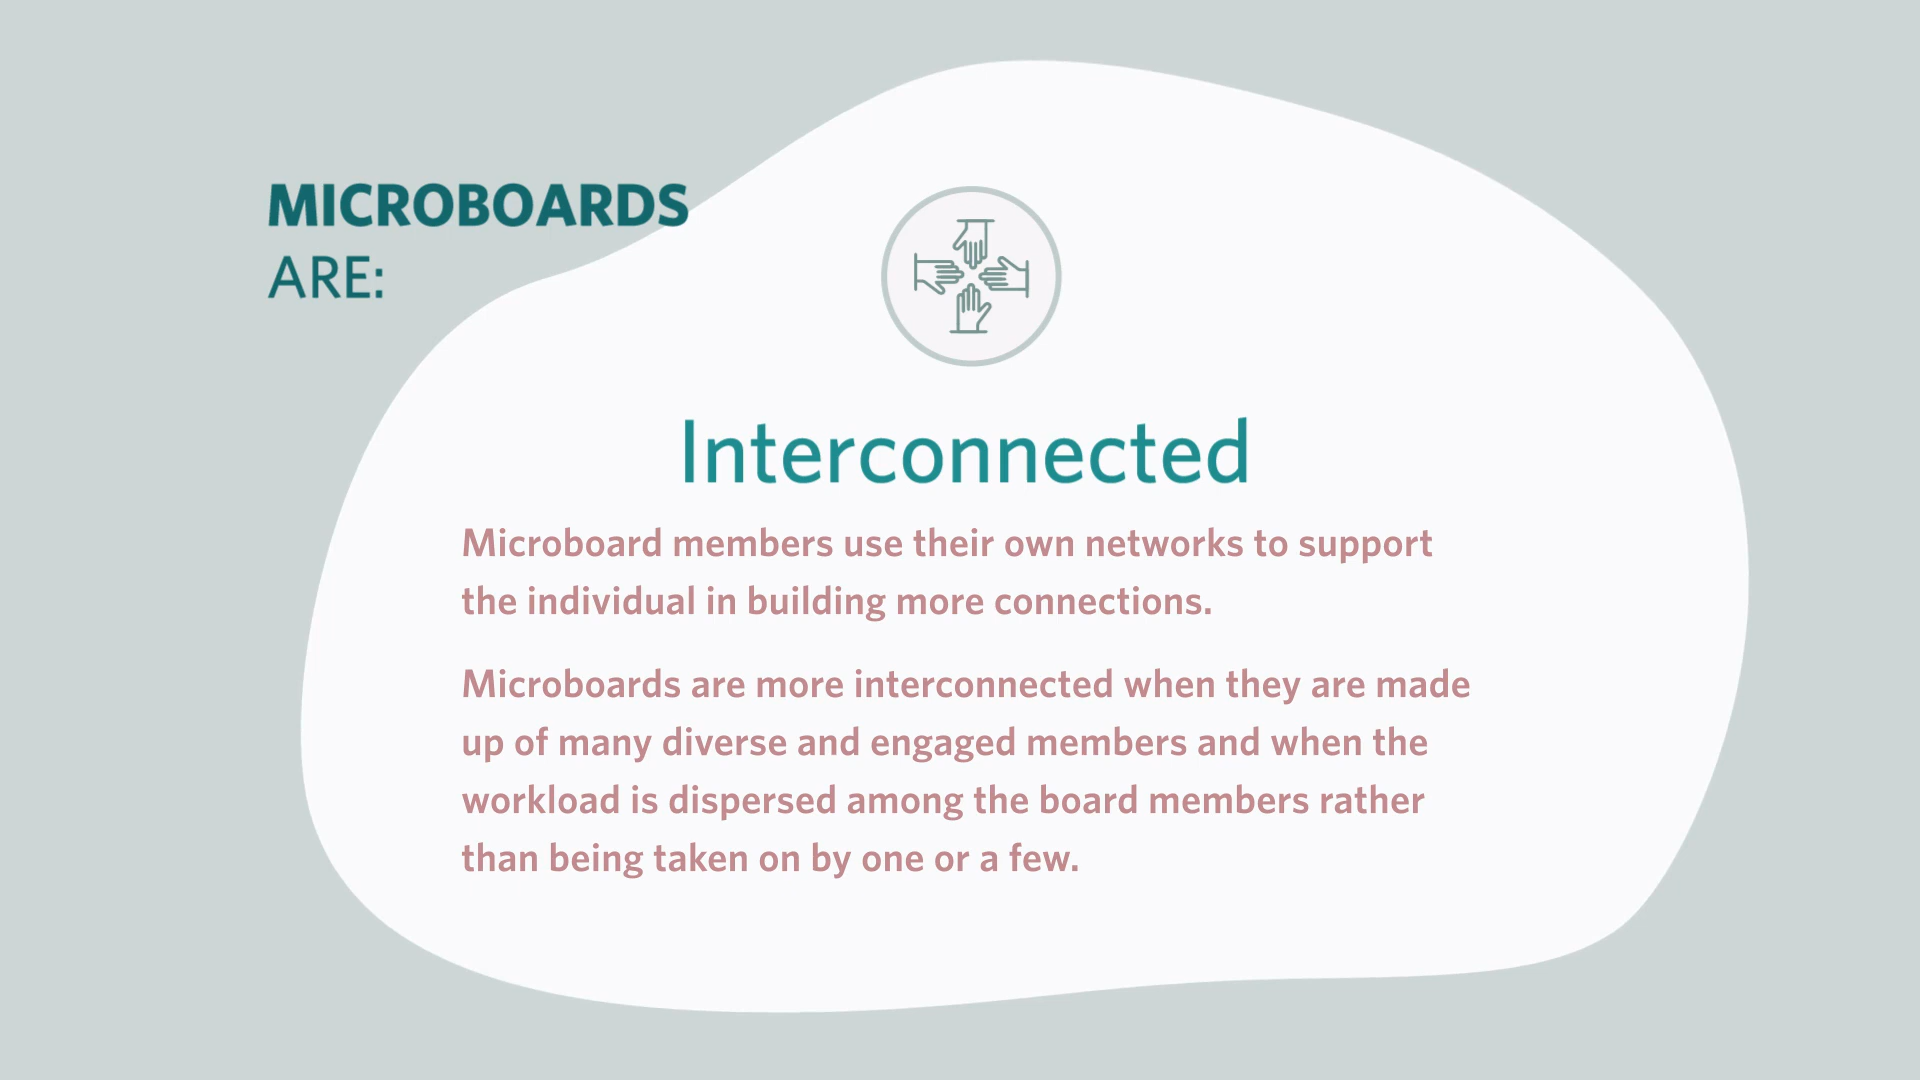 MICROBOARDS
ARE:
Interconnected
Microboard members use their own networks to support
the individual in building more connections.
Microboards are more interconnected when they are made
up of many diverse and engaged members and when the
workload is dispersed among the board members rather
than being taken on by one or a few.